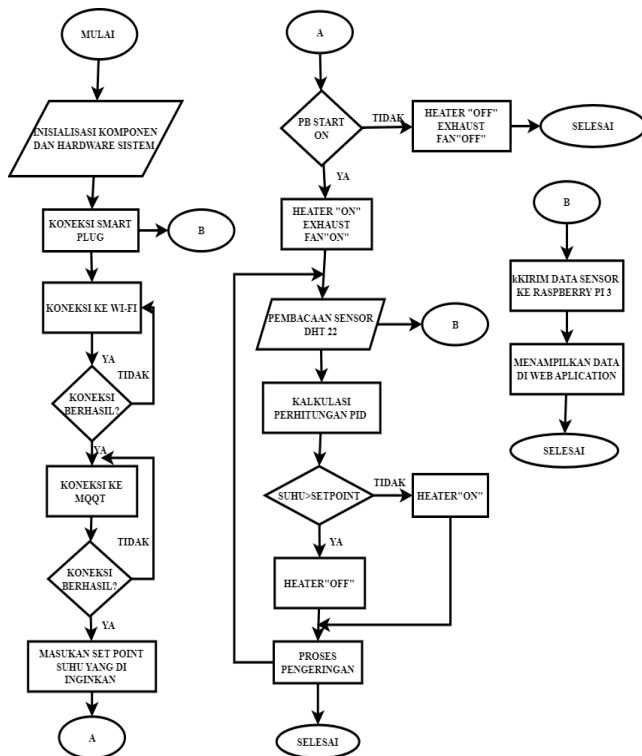 MULAI
INISIALISASI KOMPONEN
DAN HARDWARE SISTEM
KONEKSI SMART
PLUG
B
KONEKSI KE WI-FI
YA
TIDAK
KONEKSI
BERHASIL?
YA
KONEKSI KE
MQQT
TIDAK
KONEKSI
BERHASIL?
YA
MASUKAN SET POINT
SUHU YANG DI
INGINKAN
A
A
PB START
ON
TIDAK
HEATER "OFF"
EXHAUST
FAN"OFF"
SELESAI
YA
HEATER "ON"
EXHAUST
FAN"ON"
PEMBACAAN SENSOR
DHT 22
B
KALKULASI
PERHITUNGAN PID
SUHU>SETPOINT
TIDAK
HEATER"ON"
YA
HEATER"OFF"
PROSES
PENGERINGAN
SELESAI
B
kKIRIM DATA SENSOR
KE RASPBERRY PI 3
MENAMPILKAN DATA
DI WEB APLICATION
SELESAI